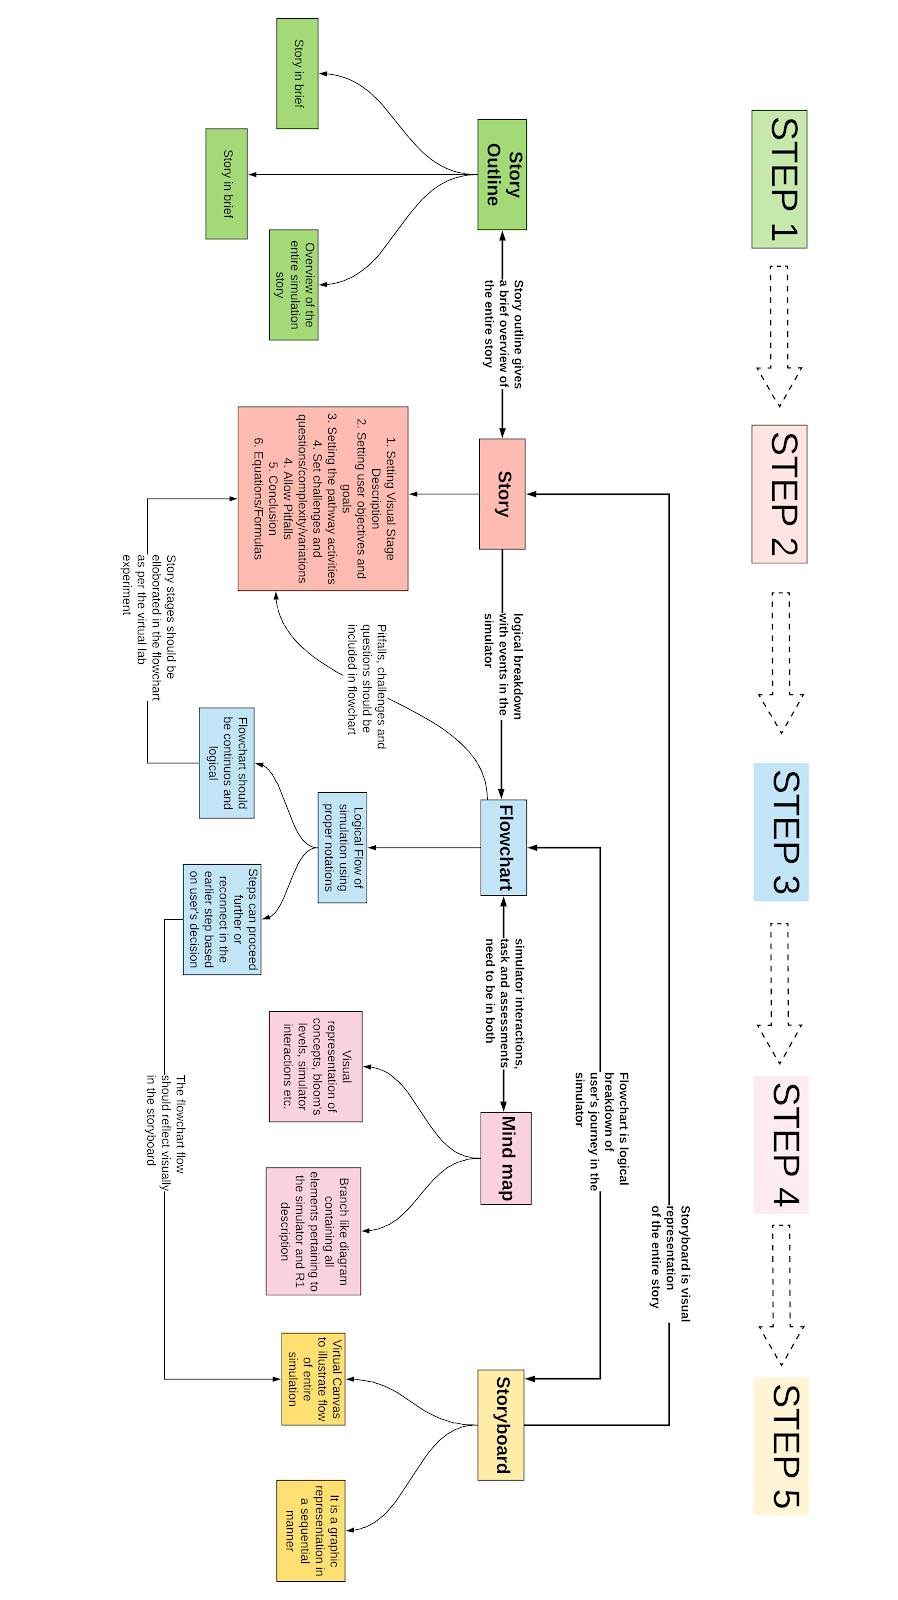 STEP 1
STEP 2
STEP 3
STEP 4
STEP 5
Storyboard is visual
representation
of the entire story
Flowchart is logical
breakdown of
user's journey in the
simulator
Story
Outline
Story outline gives
a brief overview of
the entire story
Story
logical breakdown
with events in the
simulator
Flowchart
simulator interactions,
task and assessments
need to be in both
Mind map
Storyboard
Story in brief
Story in brief
Overview of the
entire simulation
story
1. Setting Visual Stage
Description
2. Setting user objectives and
goals
3. Setting the pathway activities
4. Set challenges and
questions/complexity/variations
4. Allow Pitfalls
5. Conclusion
6. Equations/Formulas
Pitfalls, challenges and
questions should be
included in flowchart
Logical Flow of
simulation using
proper notations
Flowchart should
be continuos and
logical
Steps can proceed
further or
reconnect in the
earlier step based
on user's decision
Visual
representation of
concepts, bloom's
levels, simulator
interactions etc.
Branch like diagram
containing all
elements pertaining to
the simulator and R1
description
Virtual Canvas
to illustrate flow
of entire
simulation
It is a graphic
representation in
a sequential
manner
Story stages should be
elloborated in the flowchart
as per the virtual lab
experiment
The flowchart flow
should reflect visually
in the storyboard